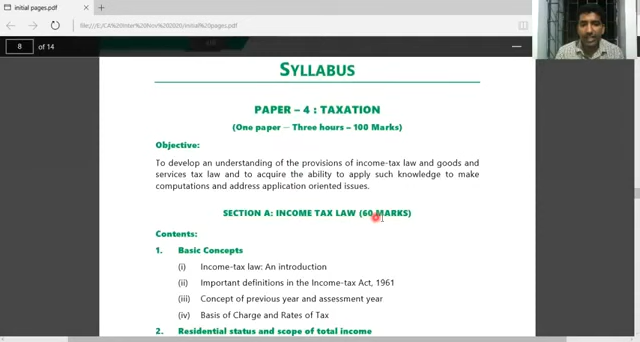 initial pages.pdf
file:///E:/CA%20Inter%20Nov%202020/initial%20pages.pdf
8 of 14
SYLLABUS
PAPER – 4 : TAXATION
(One paper – Three hours – 100 Marks)
Objective:
To develop an understanding of the provisions of income-tax law and goods and
services tax law and to acquire the ability to apply such knowledge to make
computations and address application oriented issues.
SECTION A: INCOME TAX LAW (60 MARKS)
Contents:
1. Basic Concepts
(i) Income-tax law: An introduction
(ii) Important definitions in the Income-tax Act, 1961
(iii) Concept of previous year and assessment year
(iv) Basis of Charge and Rates of Tax
2. Residential status and scope of total income